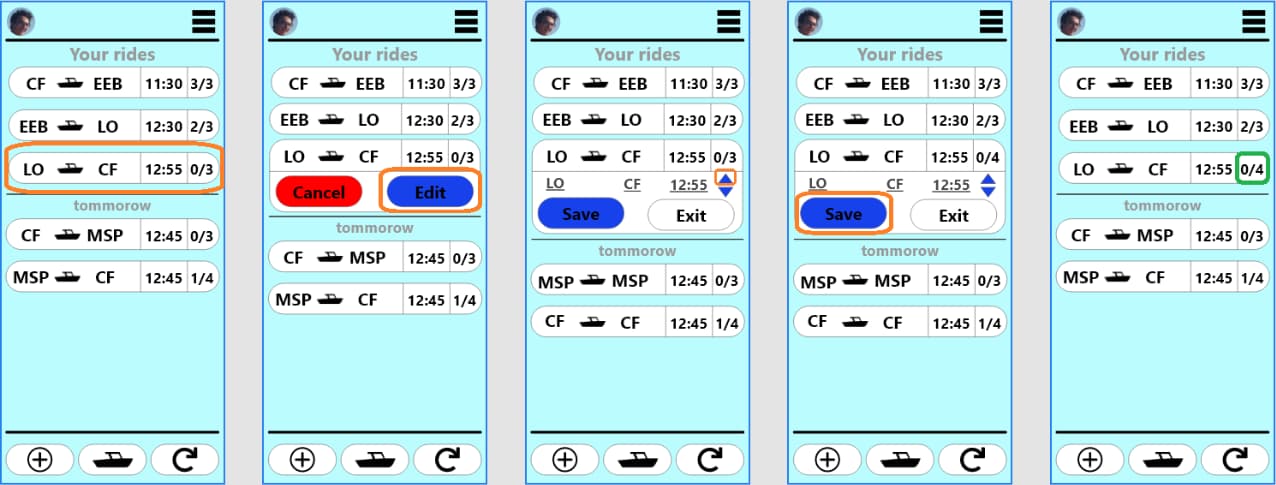 Your rides
CF EEB 11:30 3/3
EEB LO 12:30 2/3
LO CF 12:55 0/3
tommorow
CF MSP 12:45 0/3
MSP CF 12:45 1/4
Your rides
CF EEB 11:30 3/3
EEB LO 12:30 2/3
LO CF 12:55 0/3
Cancel Edit
tommorow
CF MSP 12:45 0/3
MSP CF 12:45 1/4
Your rides
CF EEB 11:30 3/3
EEB LO 12:30 2/3
LO CF 12:55 0/3
LO CF 12:55
Save Exit
tommorow
MSP MSP 12:45 0/3
CF CF 12:45 1/4
Your rides
CF EEB 11:30 3/3
EEB LO 12:30 2/3
LO CF 12:55 0/4
LO CF 12:55
Save Exit
tommorow
MSP MSP 12:45 0/3
CF CF 12:45 1/4
Your rides
CF EEB 11:30 3/3
EEB LO 12:30 2/3
LO CF 12:55 0/4
tommorow
CF MSP 12:45 0/3
MSP CF 12:45 1/4